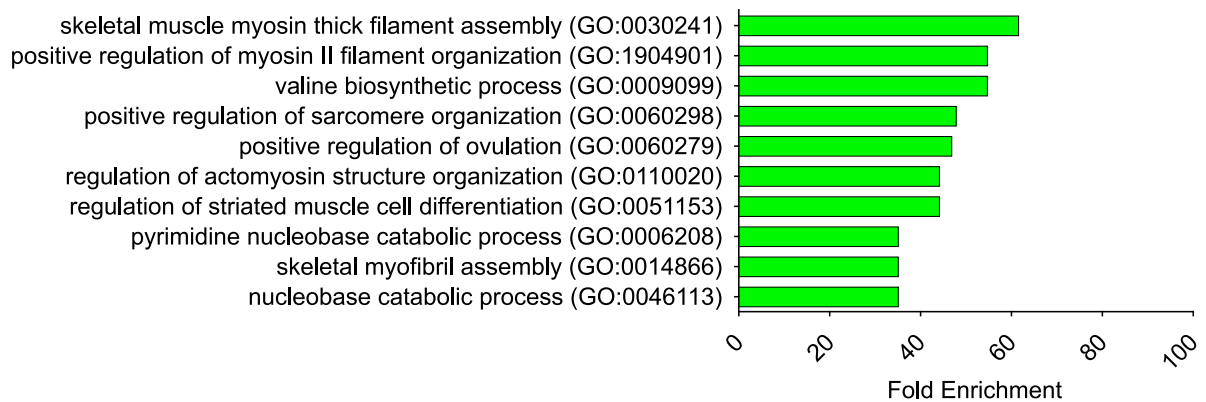 skeletal muscle myosin thick filament assembly (GO:0030241)
positive regulation of myosin II filament organization (GO:1904901)
valine biosynthetic process (GO:0009099)
positive regulation of sarcomere organization (GO:0060298)
positive regulation of ovulation (GO:0060279)
regulation of actomyosin structure organization (GO:0110020)
regulation of striated muscle cell differentiation (GO:0051153)
pyrimidine nucleobase catabolic process (GO:0006208)
skeletal myofibril assembly (GO:0014866)
nucleobase catabolic process (GO:0046113)
0 20 40 60 80 100
Fold Enrichment